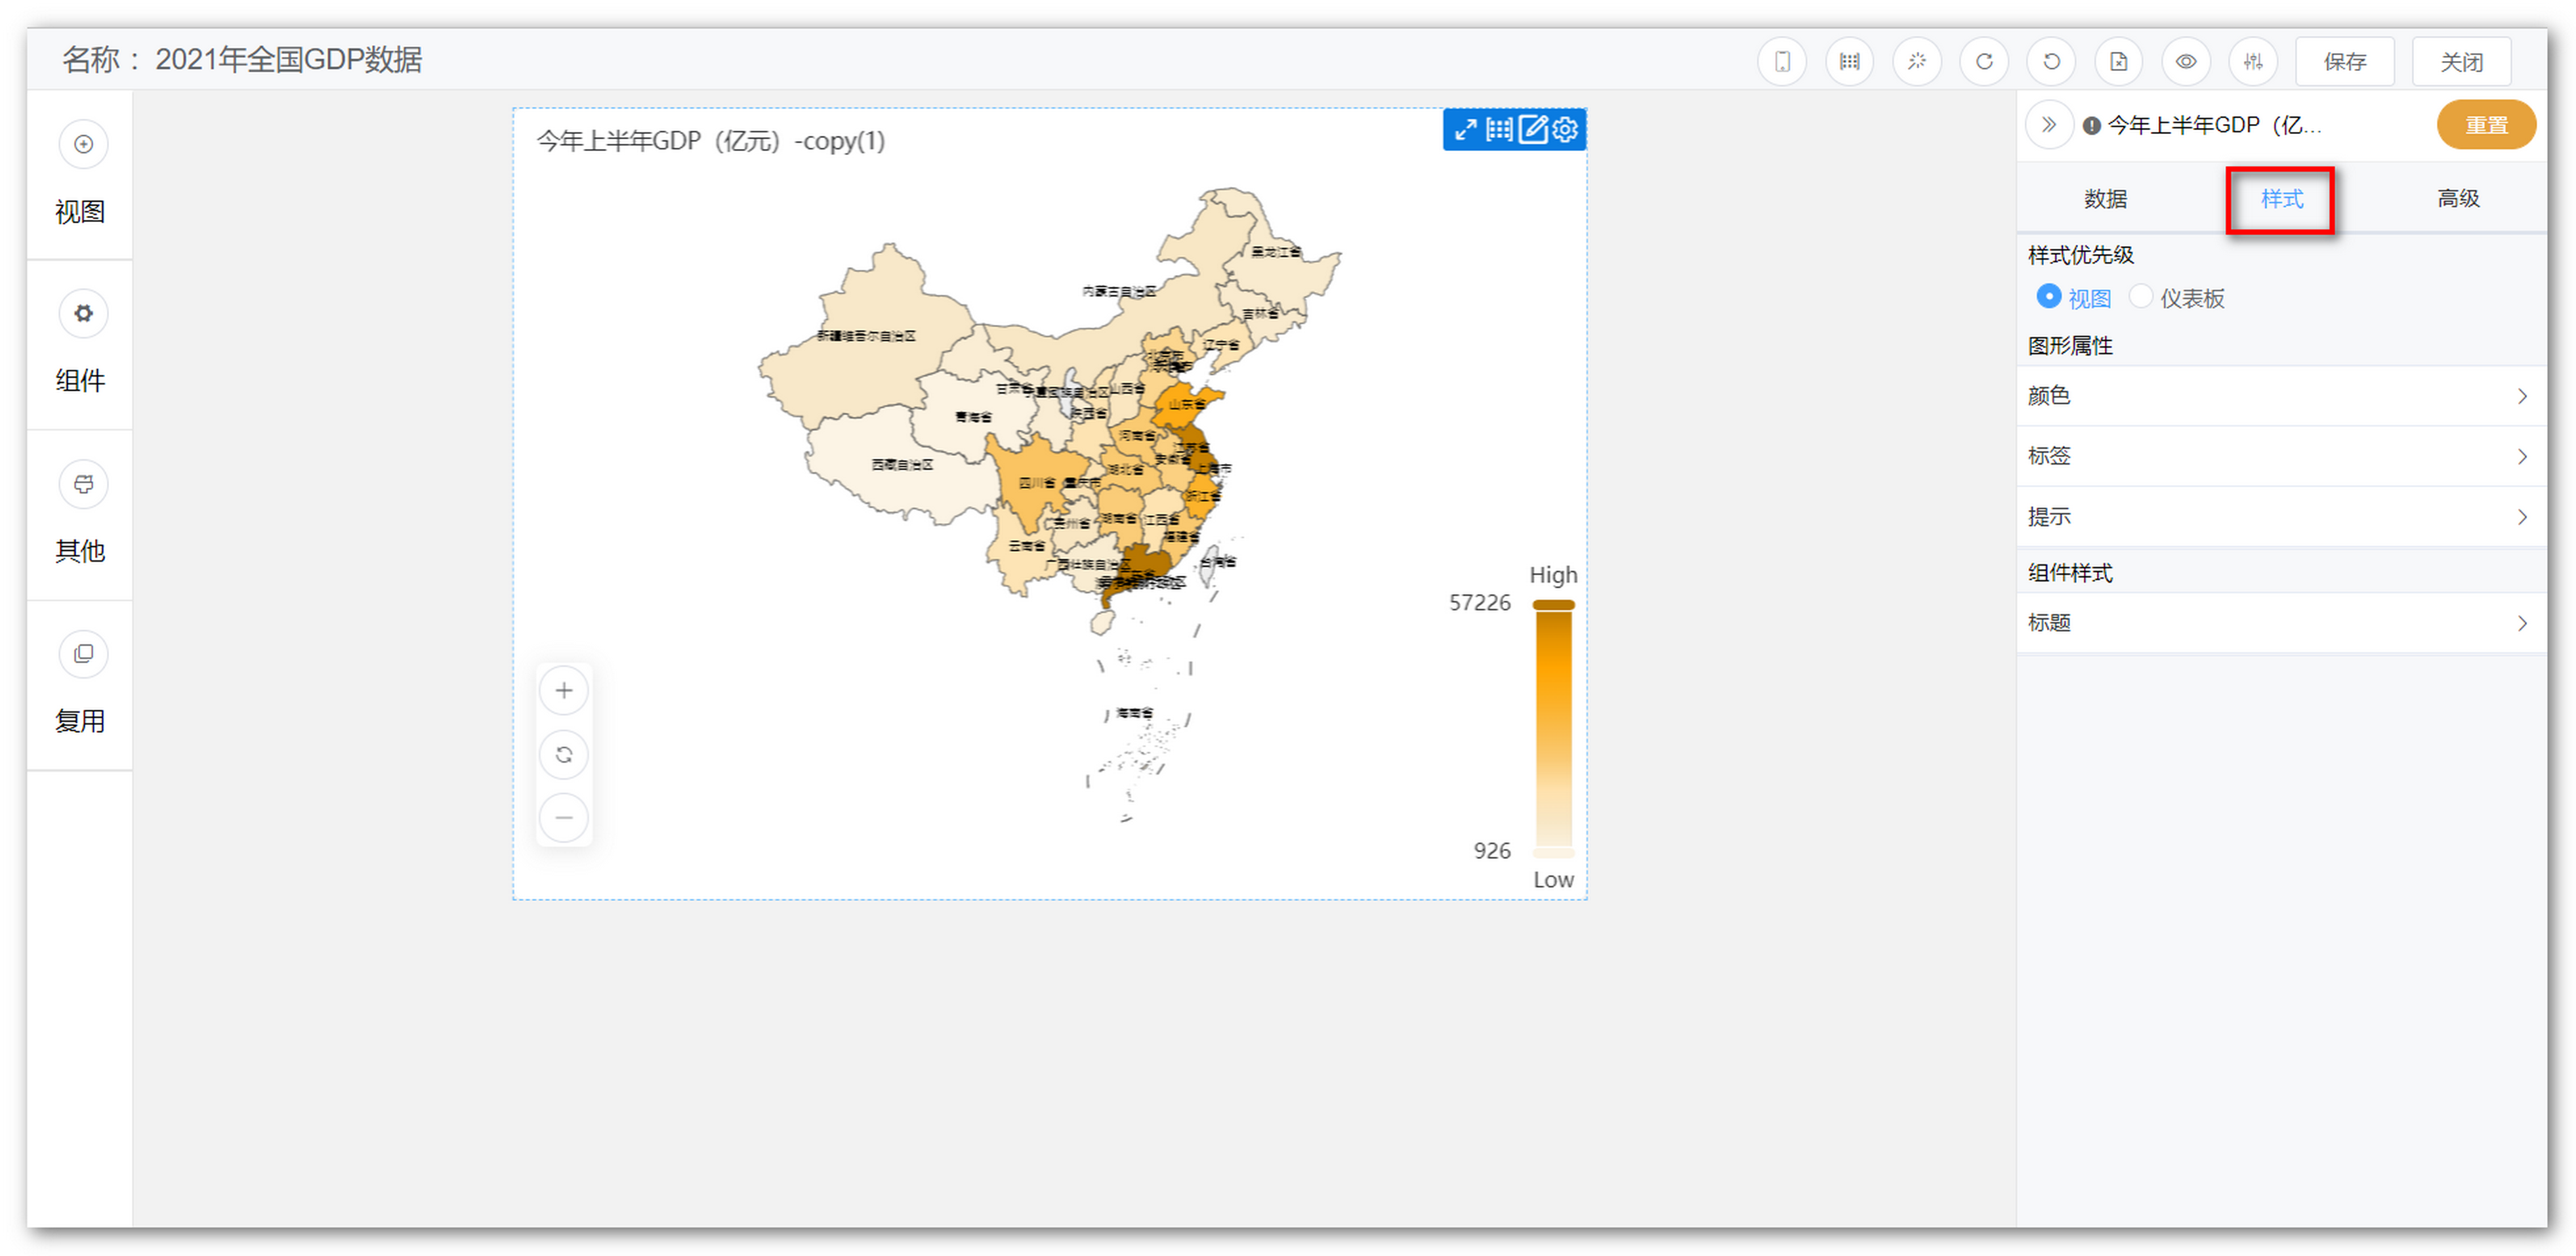 名称： 2021年全国GDP数据
保存
关闭
视图
组件
其他
复用
今年上半年GDP（亿元）-copy(1)
黑龙江省
内蒙古自治区
吉林省
新疆维吾尔自治区
辽宁省
北京市
山西省
山东省
青海省
陕西省
河南省
江苏省
西藏自治区
湖北省
上海市
四川省
重庆市
浙江省
贵州省
湖南省
江西省
福建省
云南省
广西壮族自治区
台湾省
海南省
High
57226
926
Low
今年上半年GDP（亿...
重置
数据
样式
高级
样式优先级
视图
仪表板
图形属性
颜色
标签
提示
组件样式
标题